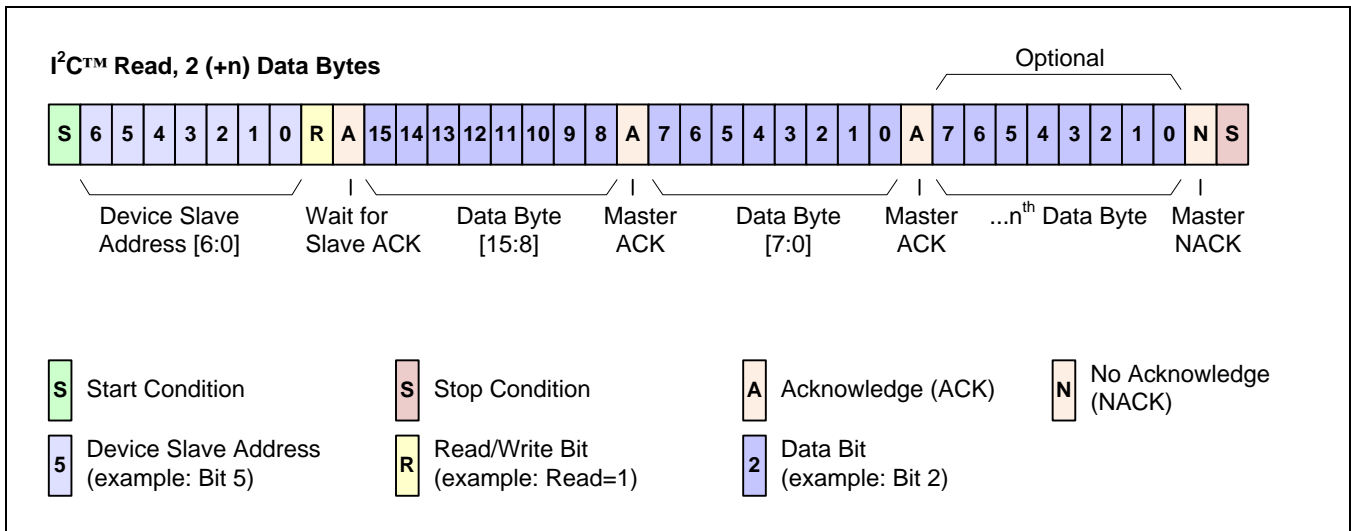 Optional
I²C™ Read, 2 (+n) Data Bytes
S 6 5 4 3 2 1 0 R A 15 14 13 12 11 10 9 8 A 7 6 5 4 3 2 1 0 A 7 6 5 4 3 2 1 0 N S
Device Slave Address [6:0]
Wait for Slave ACK
Data Byte [15:8]
Master ACK
Data Byte [7:0]
Master ACK
...nᵗʰ Data Byte
Master NACK
S Start Condition
S Stop Condition
A Acknowledge (ACK)
N No Acknowledge (NACK)
5 Device Slave Address (example: Bit 5)
R Read/Write Bit (example: Read=1)
2 Data Bit (example: Bit 2)